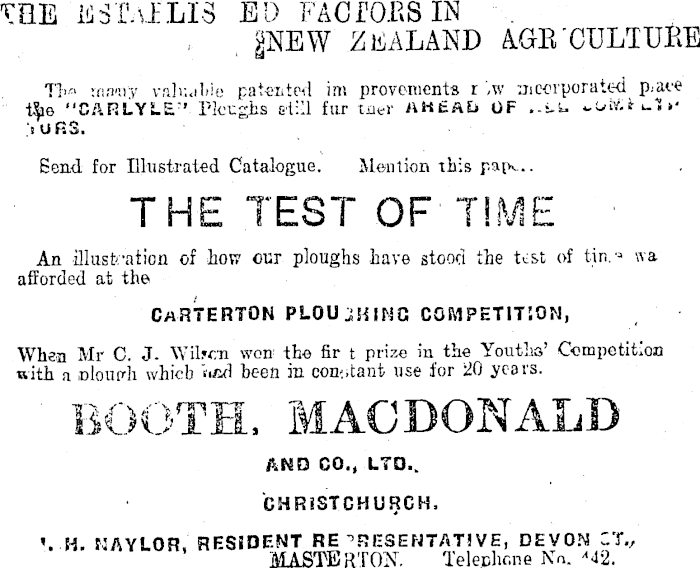 THE ESTABLISHED FACTORS IN
NEW ZEALAND AGRICULTURE
The many valuable patented improvements now incorporated place
the "CARLYLE" Ploughs still further AHEAD OF ALL COMPETI-
TORS.
Send for Illustrated Catalogue. Mention this paper.
THE TEST OF TIME
An illustration of how our ploughs have stood the test of time was
afforded at the
CARTERTON PLOUGHING COMPETITION,
When Mr C. J. Wilson won the first prize in the Youths' Competition
with a plough which had been in constant use for 20 years.
BOOTH, MACDONALD
AND CO., LTD.,
CHRISTCHURCH.
H. NAYLOR, RESIDENT REPRESENTATIVE, DEVON ST.,
MASTERTON. Telephone No.